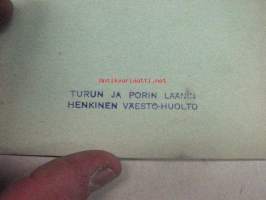 antikvariaatti.net
TURUN JA PORIN LÄÄNIN
HENKINEN VÄESTÖ-HUOLTO